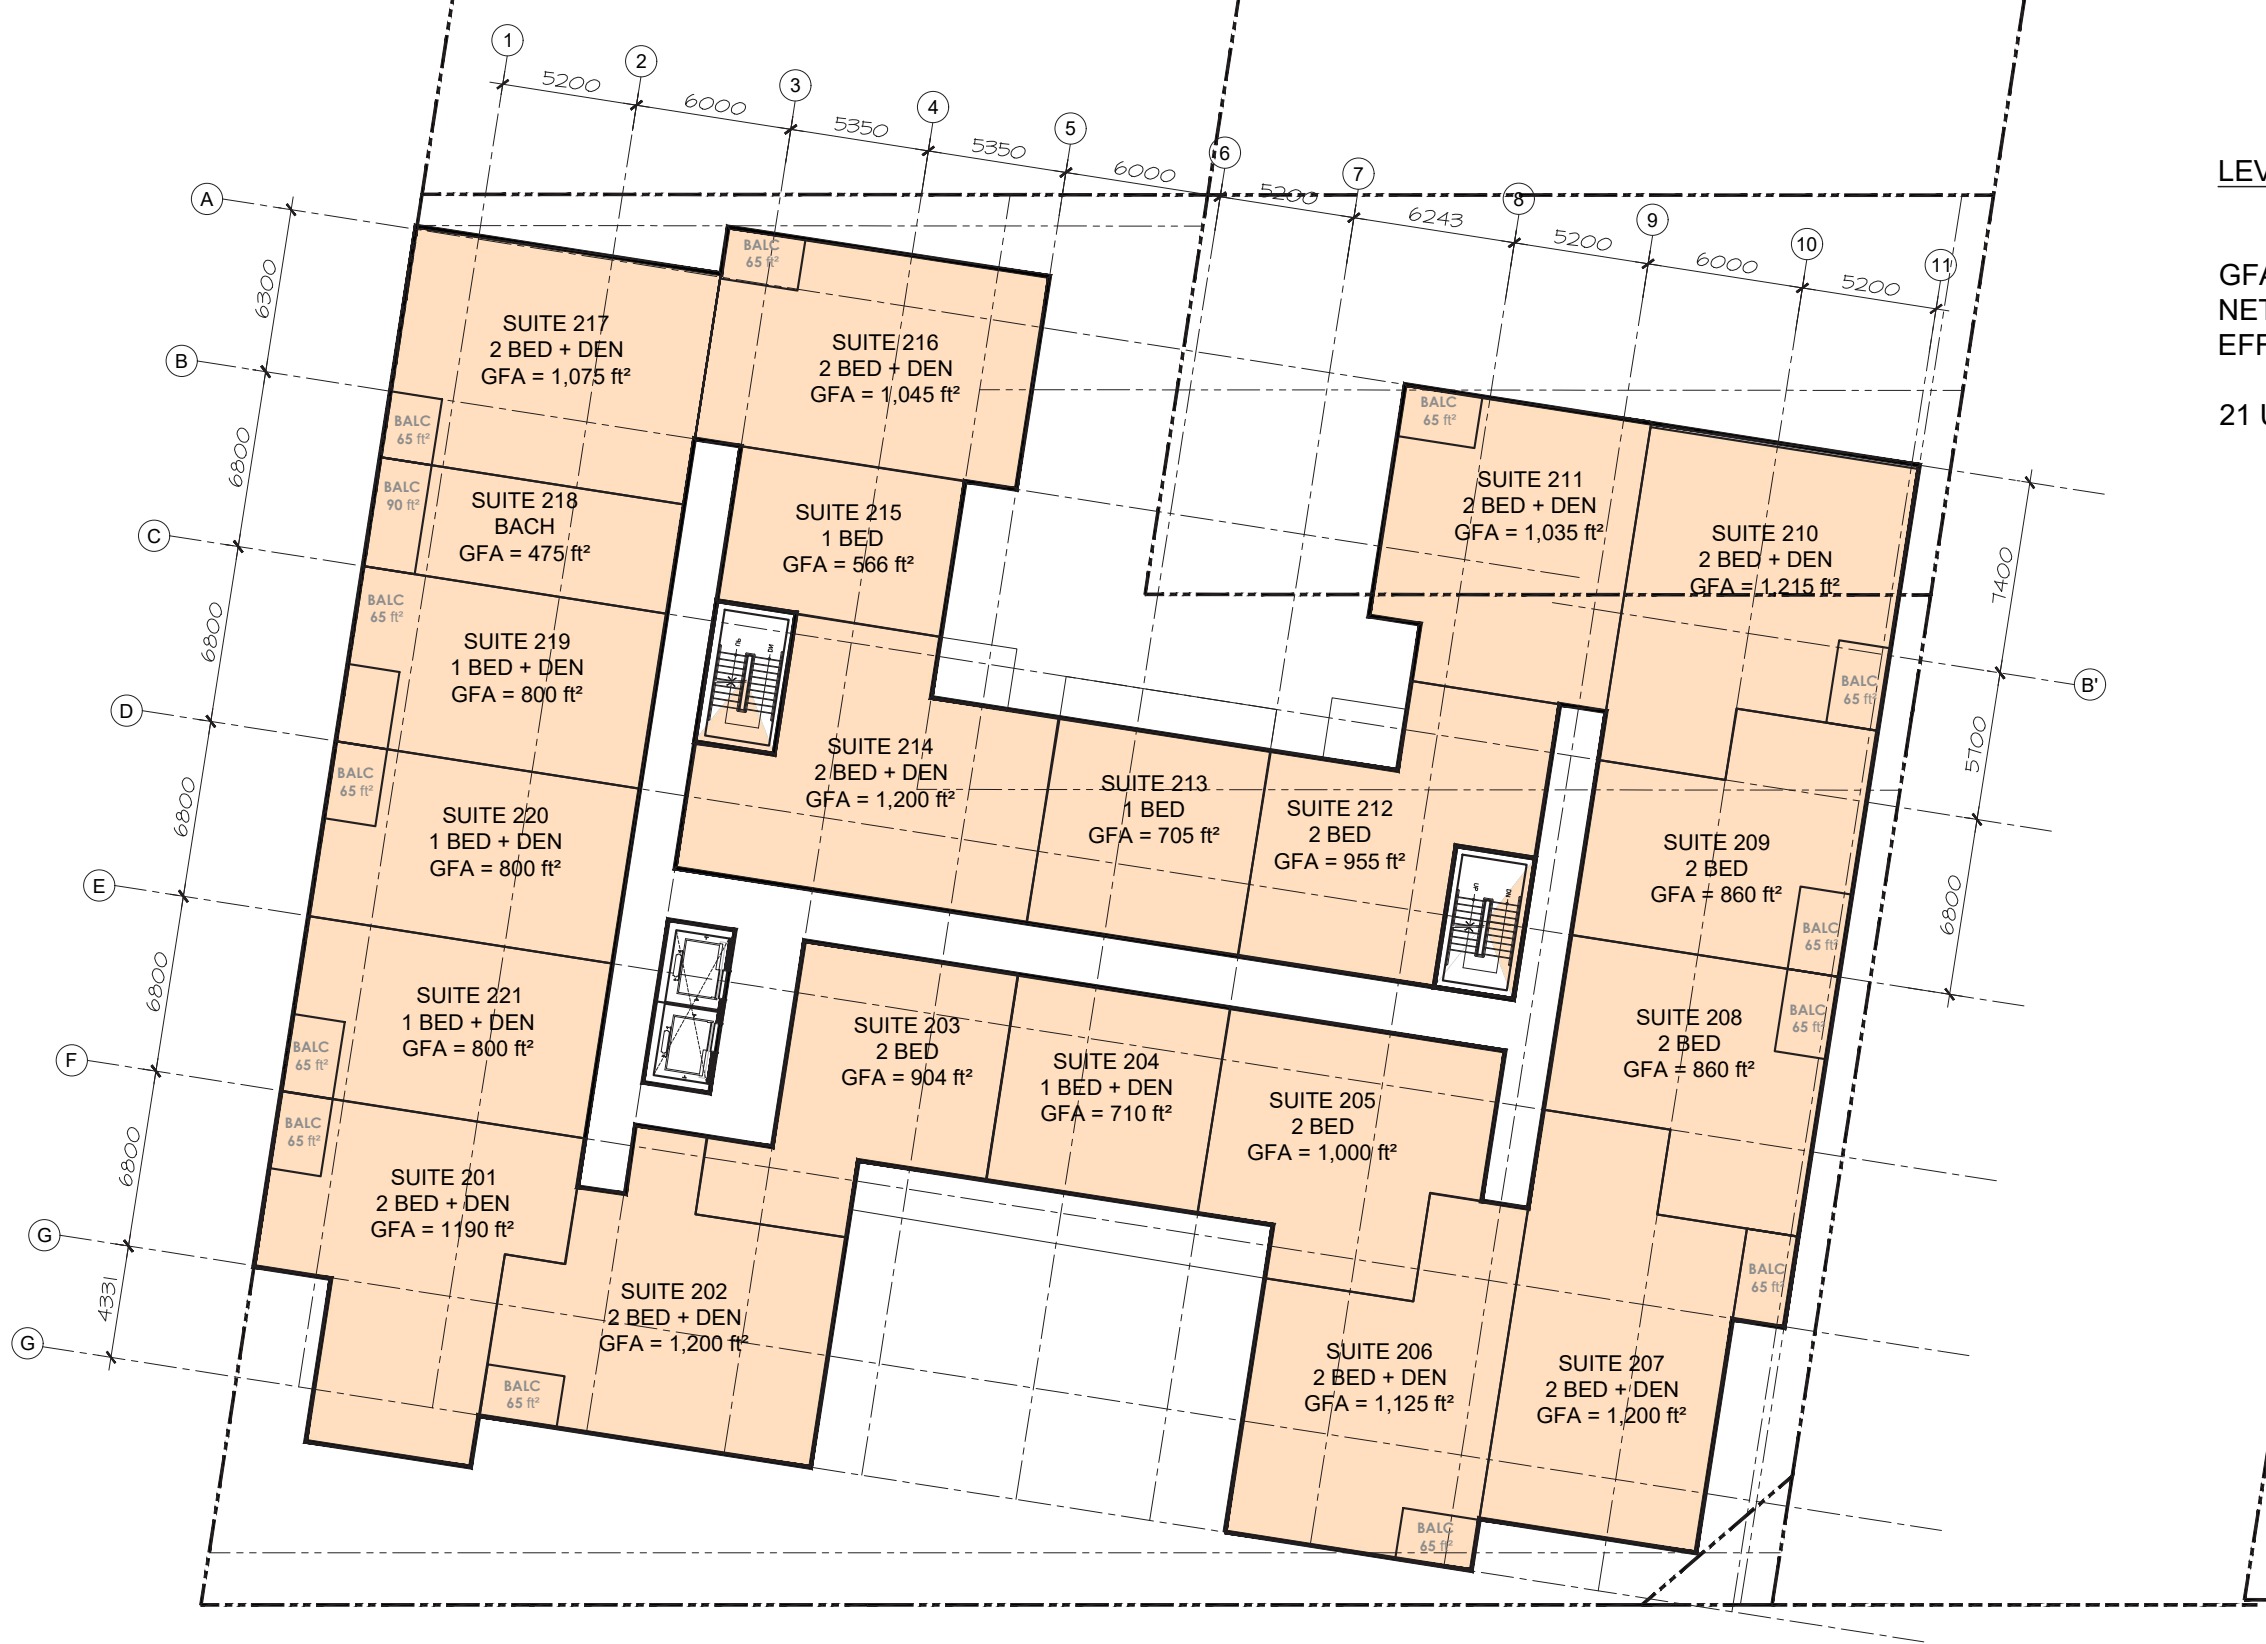 1
2
3
4
5
6
7
8
9
10
11
5200
6000
5350
5350
6000
5200
6243
5200
6000
5200
A
B
C
D
E
F
G
G
B'
6300
6800
6800
6800
6800
6800
4331
7400
5700
6800
LEV
GFA
NET
EFF
21 U
SUITE 217
2 BED + DEN
GFA = 1,075 ft²
BALC
65 ft²
SUITE 216
2 BED + DEN
GFA = 1,045 ft²
BALC
65 ft²
SUITE 218
BACH
GFA = 475 ft²
BALC
90 ft²
SUITE 215
1 BED
GFA = 566 ft²
SUITE 211
2 BED + DEN
GFA = 1,035 ft²
BALC
65 ft²
SUITE 210
2 BED + DEN
GFA = 1,215 ft²
BALC
65 ft²
SUITE 219
1 BED + DEN
GFA = 800 ft²
BALC
65 ft²
UP
DN
SUITE 214
2 BED + DEN
GFA = 1,200 ft²
SUITE 213
1 BED
GFA = 705 ft²
SUITE 212
2 BED
GFA = 955 ft²
UP
DN
SUITE 209
2 BED
GFA = 860 ft²
BALC
65 ft²
SUITE 220
1 BED + DEN
GFA = 800 ft²
BALC
65 ft²
SUITE 221
1 BED + DEN
GFA = 800 ft²
BALC
65 ft²
SUITE 203
2 BED
GFA = 904 ft²
SUITE 204
1 BED + DEN
GFA = 710 ft²
SUITE 205
2 BED
GFA = 1,000 ft²
SUITE 208
2 BED
GFA = 860 ft²
BALC
65 ft²
SUITE 201
2 BED + DEN
GFA = 1190 ft²
BALC
65 ft²
SUITE 202
2 BED + DEN
GFA = 1,200 ft²
BALC
65 ft²
SUITE 206
2 BED + DEN
GFA = 1,125 ft²
BALC
65 ft²
SUITE 207
2 BED + DEN
GFA = 1,200 ft²
BALC
65 ft²